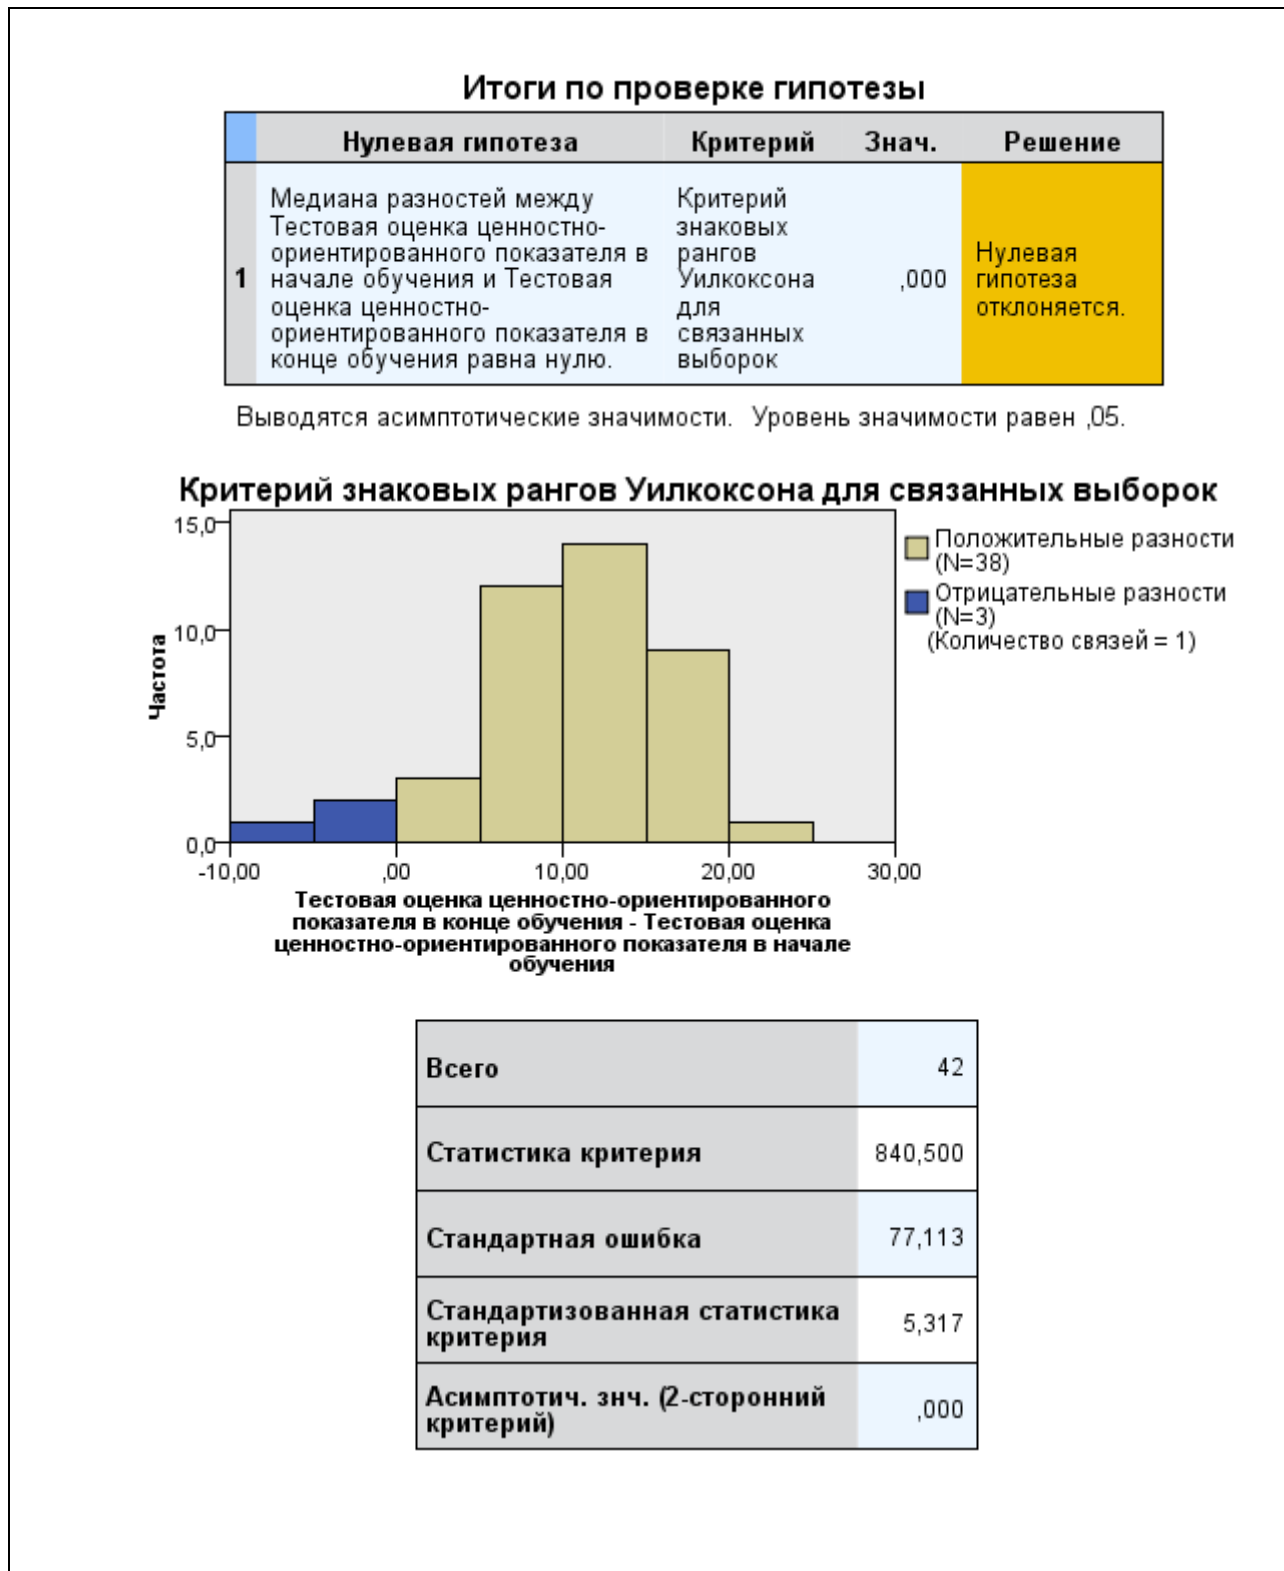 Итоги по проверке гипотезы
Нулевая гипотеза Критерий Знач. Решение
1
Медиана разностей между
Тестовая оценка ценностно-
ориентированного показателя в
начале обучения и Тестовая
оценка ценностно-
ориентированного показателя в
конце обучения равна нулю.
Критерий
знаковых
рангов
Уилкоксона
для
связанных
выборок
,000
Нулевая
гипотеза
отклоняется.
Выводятся асимптотические значимости. Уровень значимости равен ,05.
Критерий знаковых рангов Уилкоксона для связанных выборок
15,0
10,0
5,0
0,0
Частота
-10,00 ,00 10,00 20,00 30,00
Тестовая оценка ценностно-ориентированного
показателя в конце обучения - Тестовая оценка
ценностно-ориентированного показателя в начале
обучения
Положительные разности
(N=38)
Отрицательные разности
(N=3)
(Количество связей = 1)
Всего 42
Статистика критерия 840,500
Стандартная ошибка 77,113
Стандартизованная статистика
критерия 5,317
Асимптотич. знч. (2-сторонний
критерий) ,000